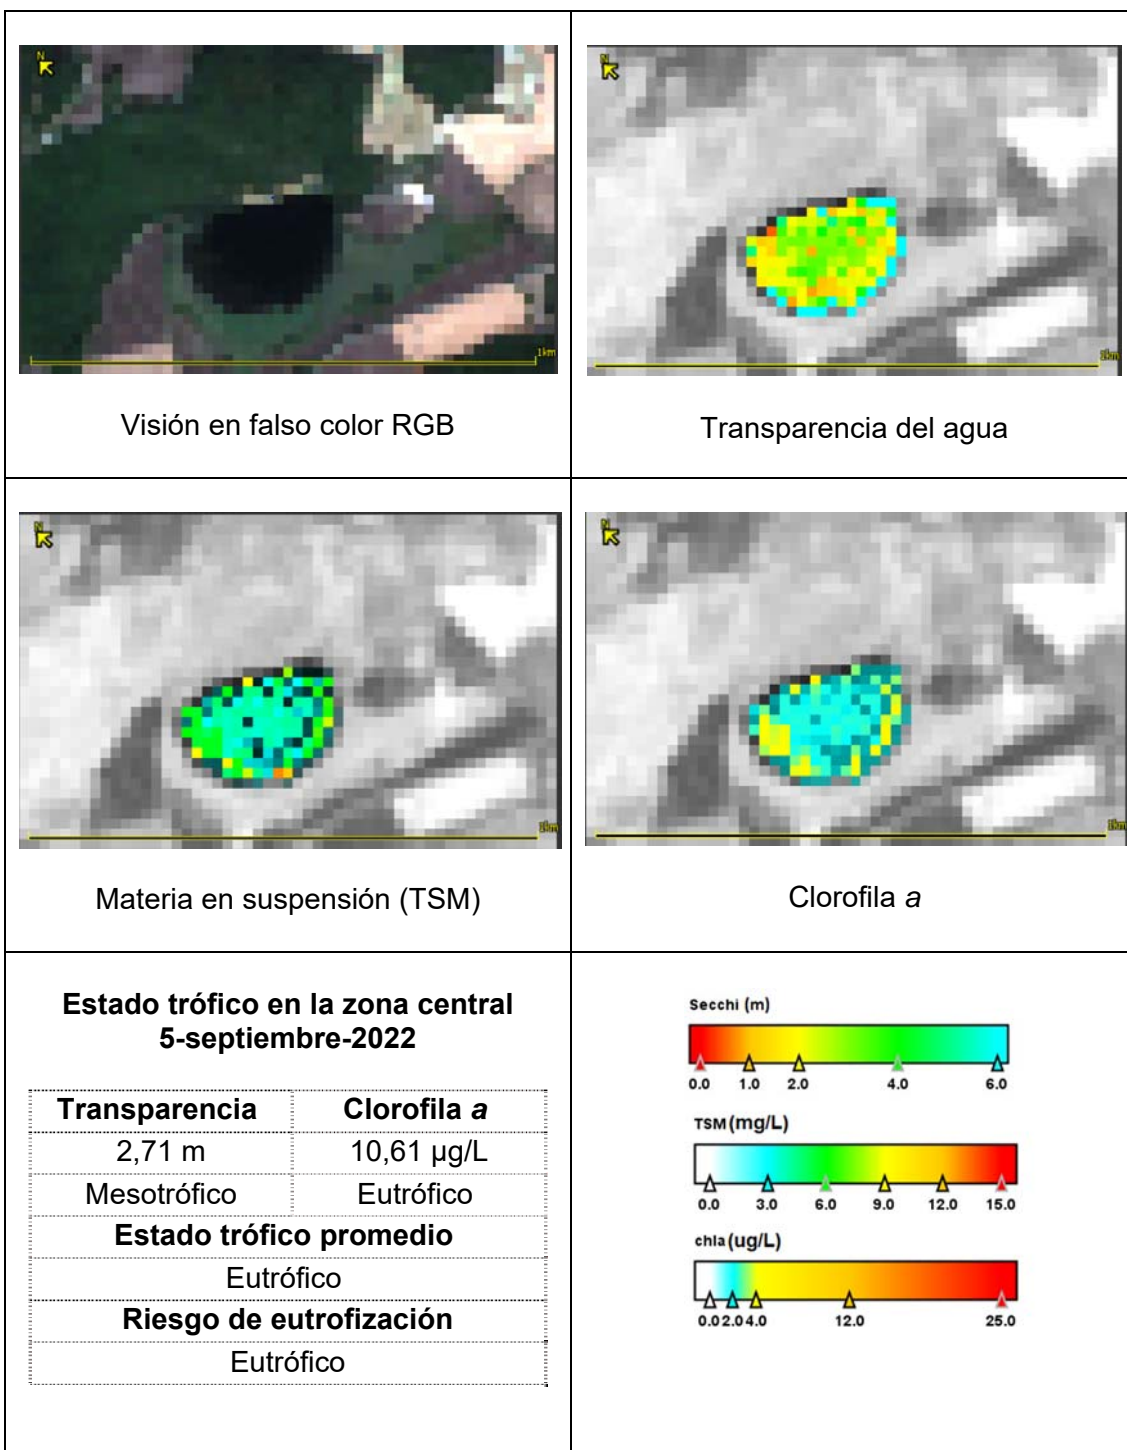 N
1km
Visión en falso color RGB
N
1km
Transparencia del agua
N
1km
Materia en suspensión (TSM)
N
1km
Clorofila a
Estado trófico en la zona central
5-septiembre-2022
Transparencia Clorofila a
2,71 m 10,61 µg/L
Mesotrófico Eutrófico
Estado trófico promedio
Eutrófico
Riesgo de eutrofización
Eutrófico
Secchi (m)
0.0 1.0 2.0 4.0 6.0
TSM (mg/L)
0.0 3.0 6.0 9.0 12.0 15.0
chla (ug/L)
0.0 2.0 4.0 12.0 25.0